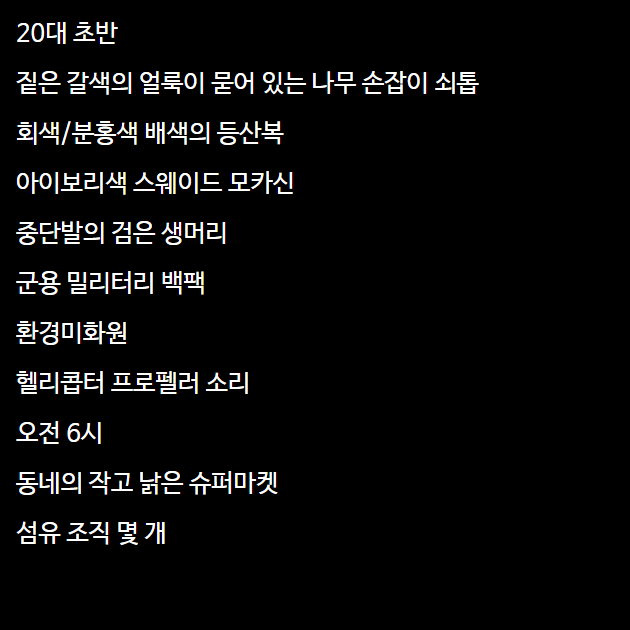 20대 초반
짙은 갈색의 얼룩이 묻어 있는 나무 손잡이 쇠톱
회색/분홍색 배색의 등산복
아이보리색 스웨이드 모카신
중단발의 검은 생머리
군용 밀리터리 백팩
환경미화원
헬리콥터 프로펠러 소리
오전 6시
동네의 작고 낡은 슈퍼마켓
섬유 조직 몇 개